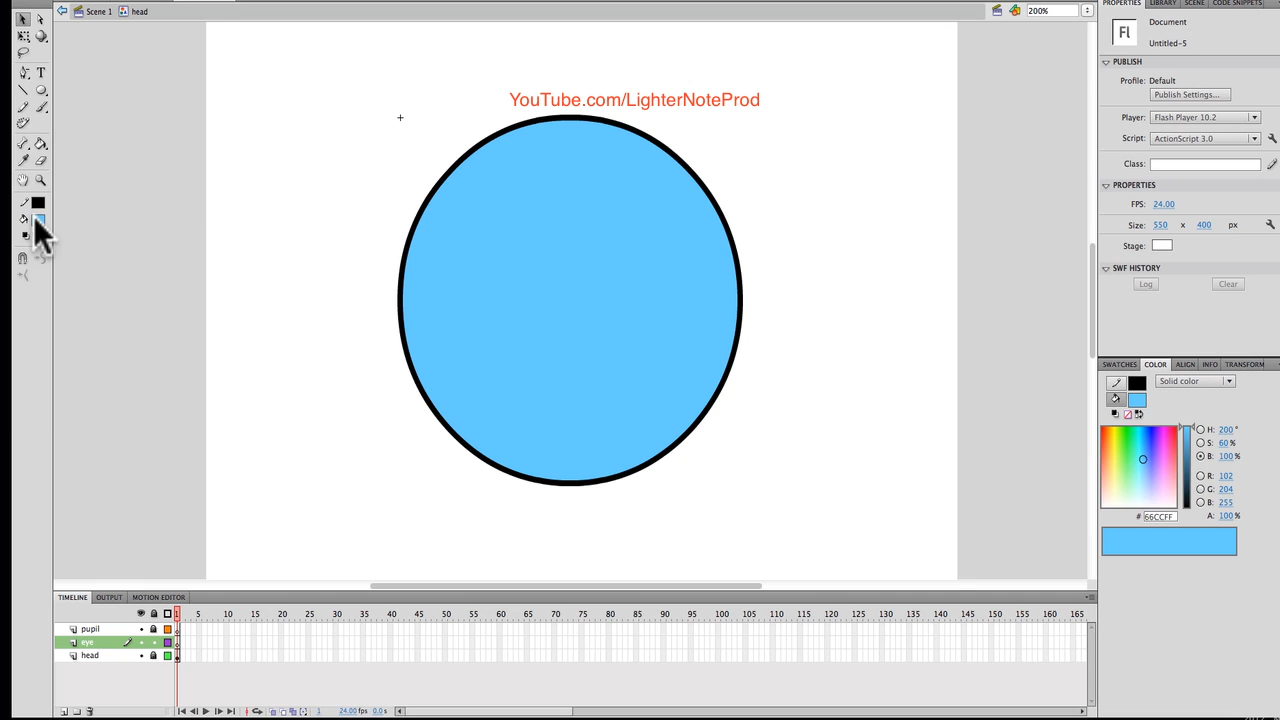 Scene 1 head 200%
PROPERTIES LIBRARY SCENE CODE SNIPPETS
Fl
Document
Untitled-5
PUBLISH
Profile: Default
Publish Settings...
Player: Flash Player 10.2
Script: ActionScript 3.0
Class:
PROPERTIES
FPS: 24.00
Size: 550 x 400 px
Stage:
SWF HISTORY
Log Clear
YouTube.com/LighterNoteProd
T
SWATCHES COLOR ALIGN INFO TRANSFORM
Solid color
H: 200 °
S: 60 %
B: 100 %
R: 102
G: 204
B: 255
A: 100 %
# 66CCFF
TIMELINE OUTPUT MOTION EDITOR
1 5 10 15 20 25 30 35 40 45 50 55 60 65 70 75 80 85 90 95 100 105 110 115 120 125 130 135 140 145 150 155 160 165
pupil
eye
head
1 24.00 fps 0.0 s